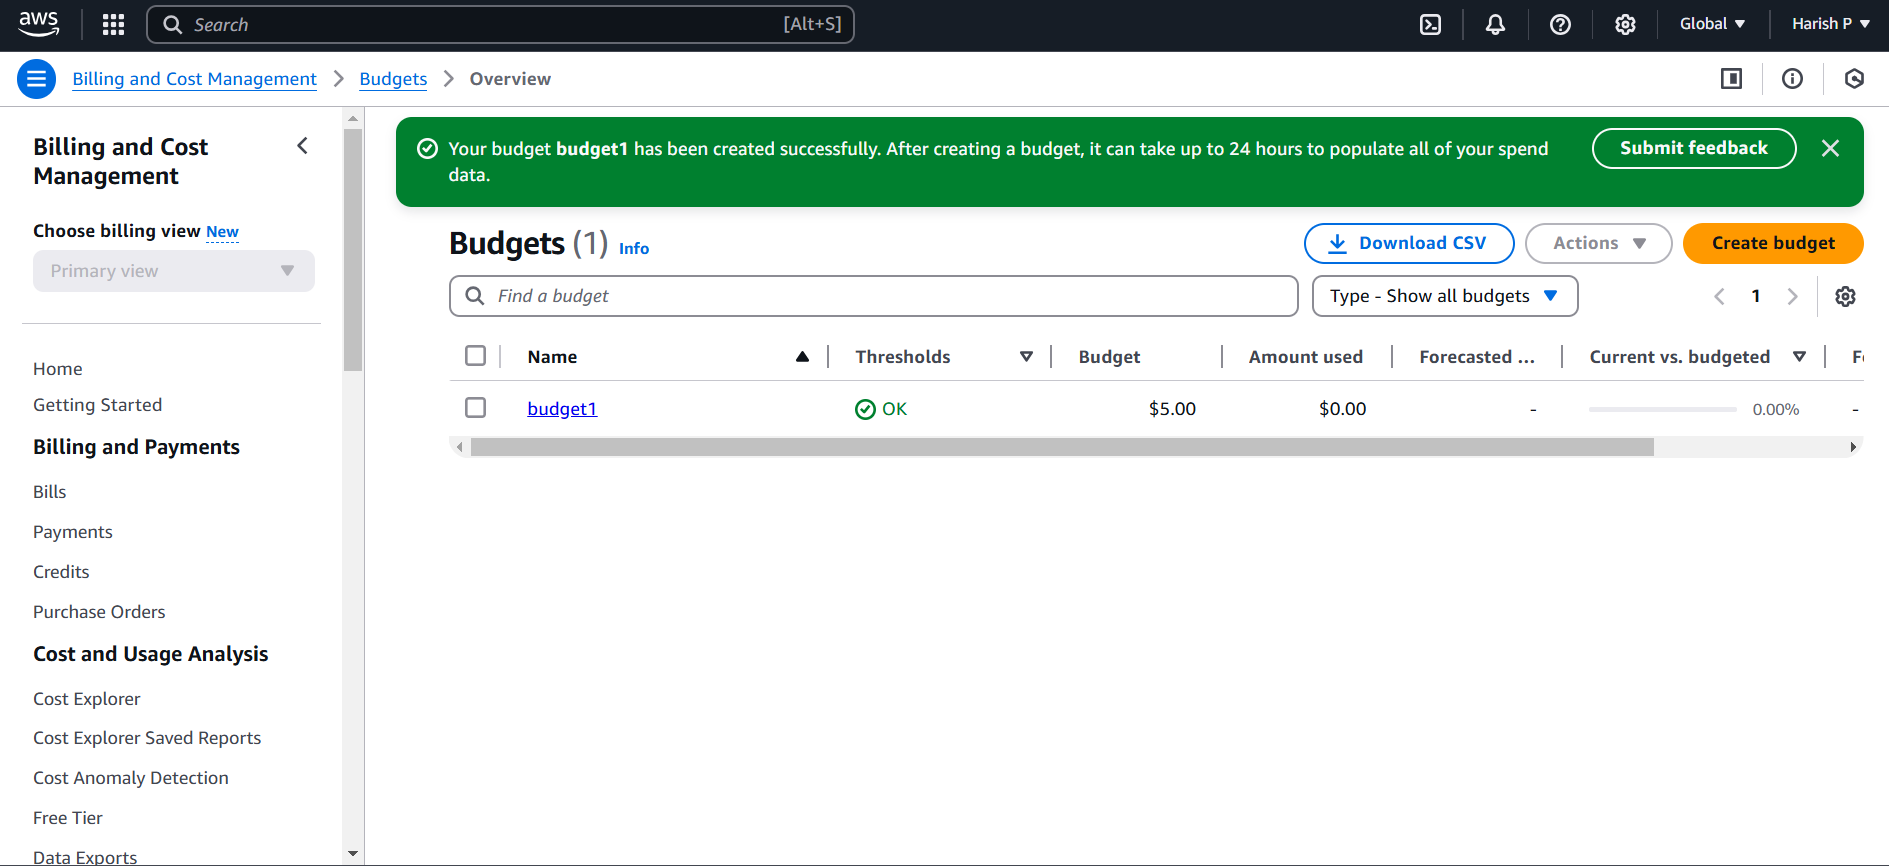 aws
Search [Alt+S]
Global
Harish P
Billing and Cost Management
Budgets
Overview
Billing and Cost
Management
Choose billing view New
Primary view
Home
Getting Started
Billing and Payments
Bills
Payments
Credits
Purchase Orders
Cost and Usage Analysis
Cost Explorer
Cost Explorer Saved Reports
Cost Anomaly Detection
Free Tier
Data Exports
Your budget budget1 has been created successfully. After creating a budget, it can take up to 24 hours to populate all of your spend
data.
Submit feedback
Budgets (1) Info
Download CSV
Actions
Create budget
Find a budget
Type - Show all budgets
1
Name Thresholds Budget Amount used Forecasted ... Current vs. budgeted
budget1 OK $5.00 $0.00 - 0.00% -